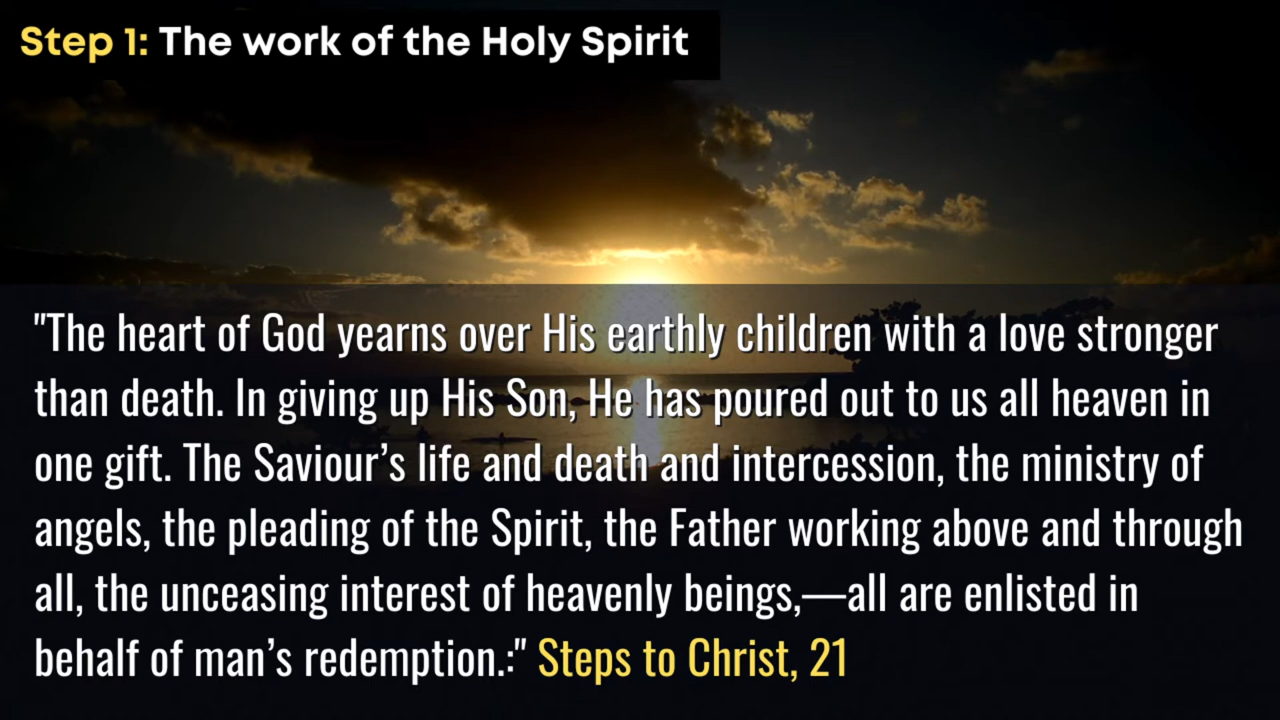 Step 1: The work of the Holy Spirit
"The heart of God yearns over His earthly children with a love stronger
than death. In giving up His Son, He has poured out to us all heaven in
one gift. The Saviour’s life and death and intercession, the ministry of
angels, the pleading of the Spirit, the Father working above and through
all, the unceasing interest of heavenly beings,—all are enlisted in
behalf of man’s redemption.:" Steps to Christ, 21